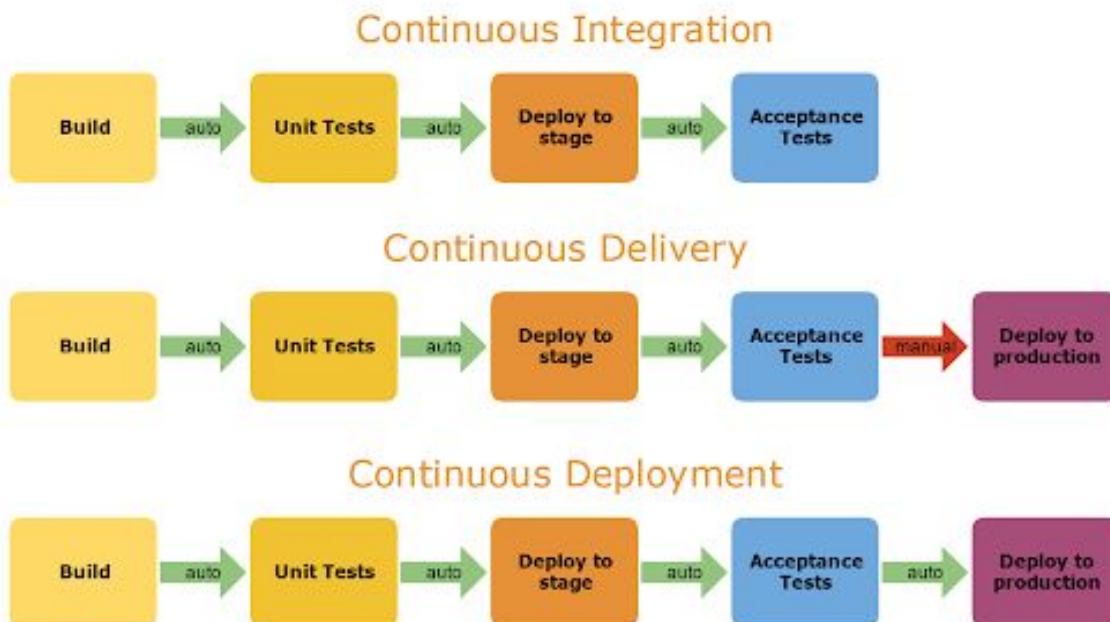 Continuous Integration
Build
auto
Unit Tests
auto
Deploy to
stage
auto
Acceptance
Tests
Continuous Delivery
Build
auto
Unit Tests
auto
Deploy to
stage
auto
Acceptance
Tests
manual
Deploy to
production
Continuous Deployment
Build
auto
Unit Tests
auto
Deploy to
stage
auto
Acceptance
Tests
auto
Deploy to
production